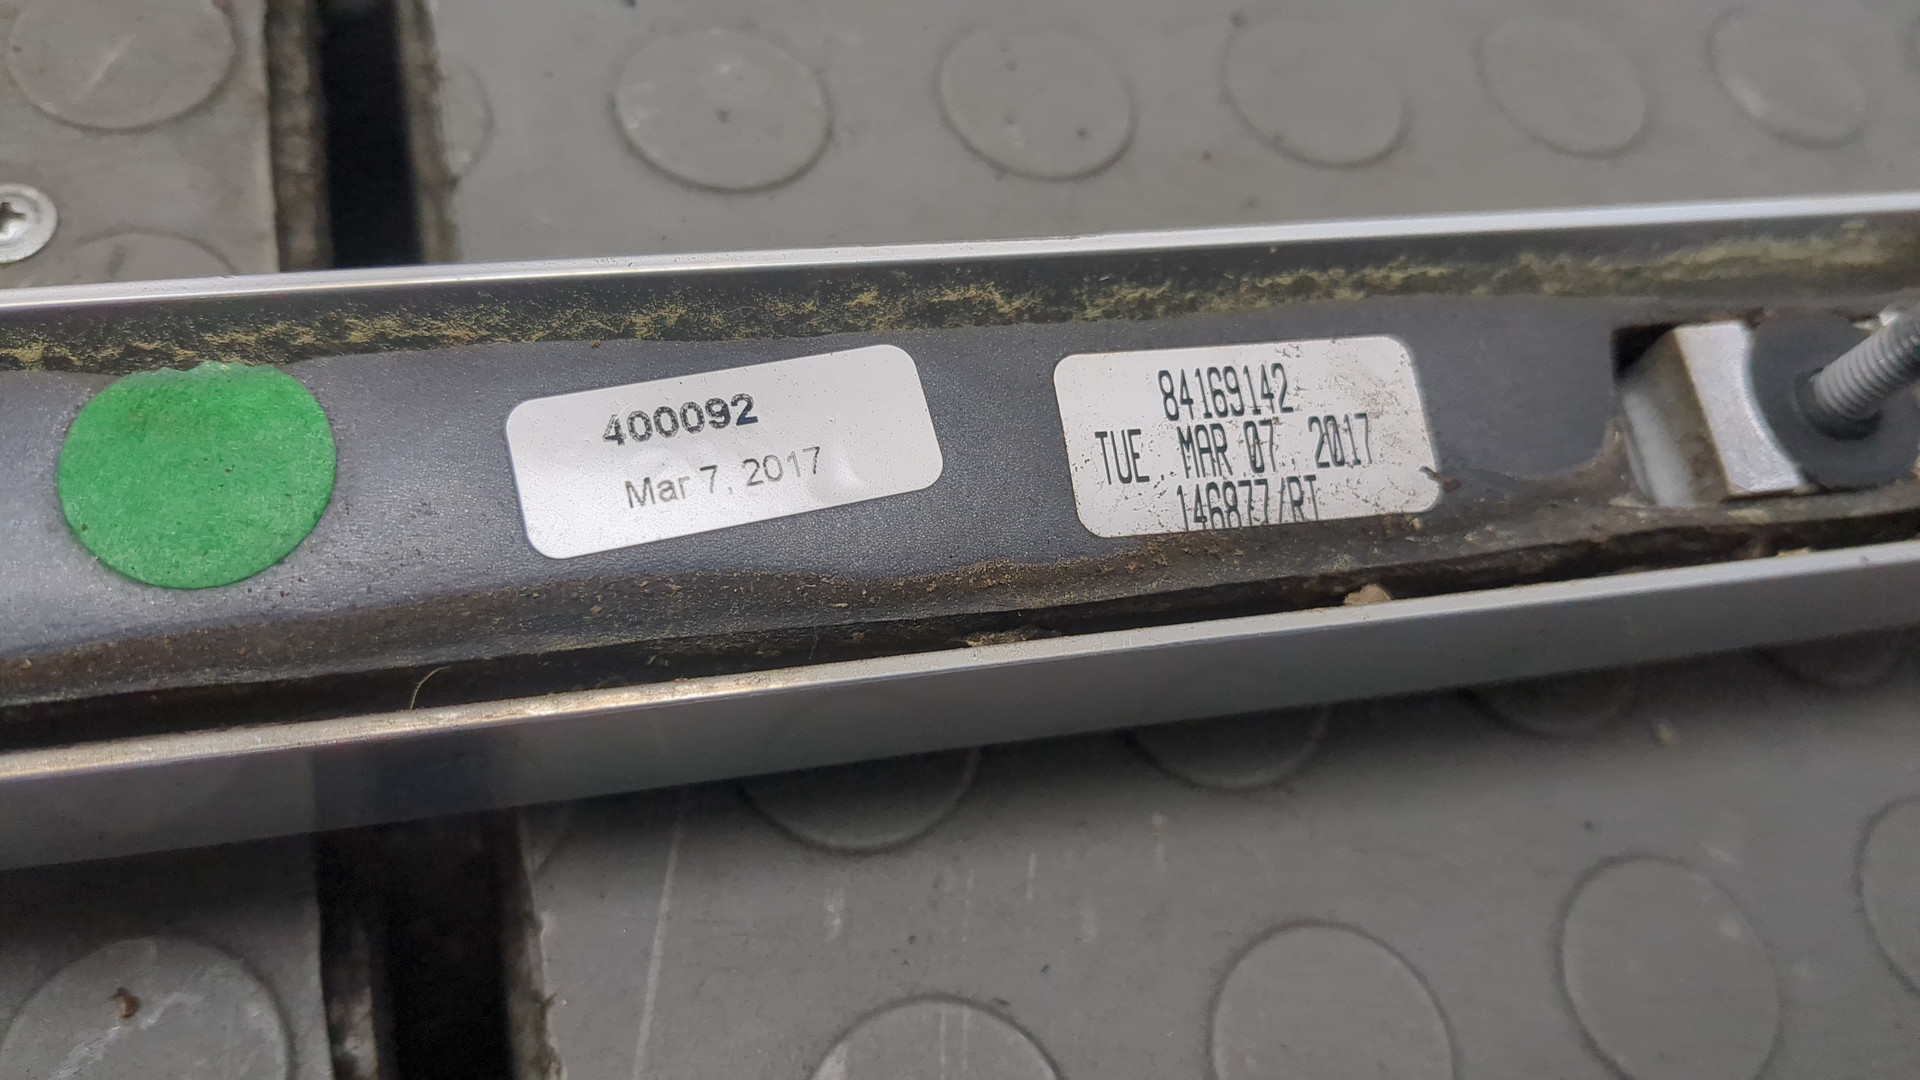 400092
Mar 7, 2017
84169142
TUE MAR 07, 2017
146877/RT